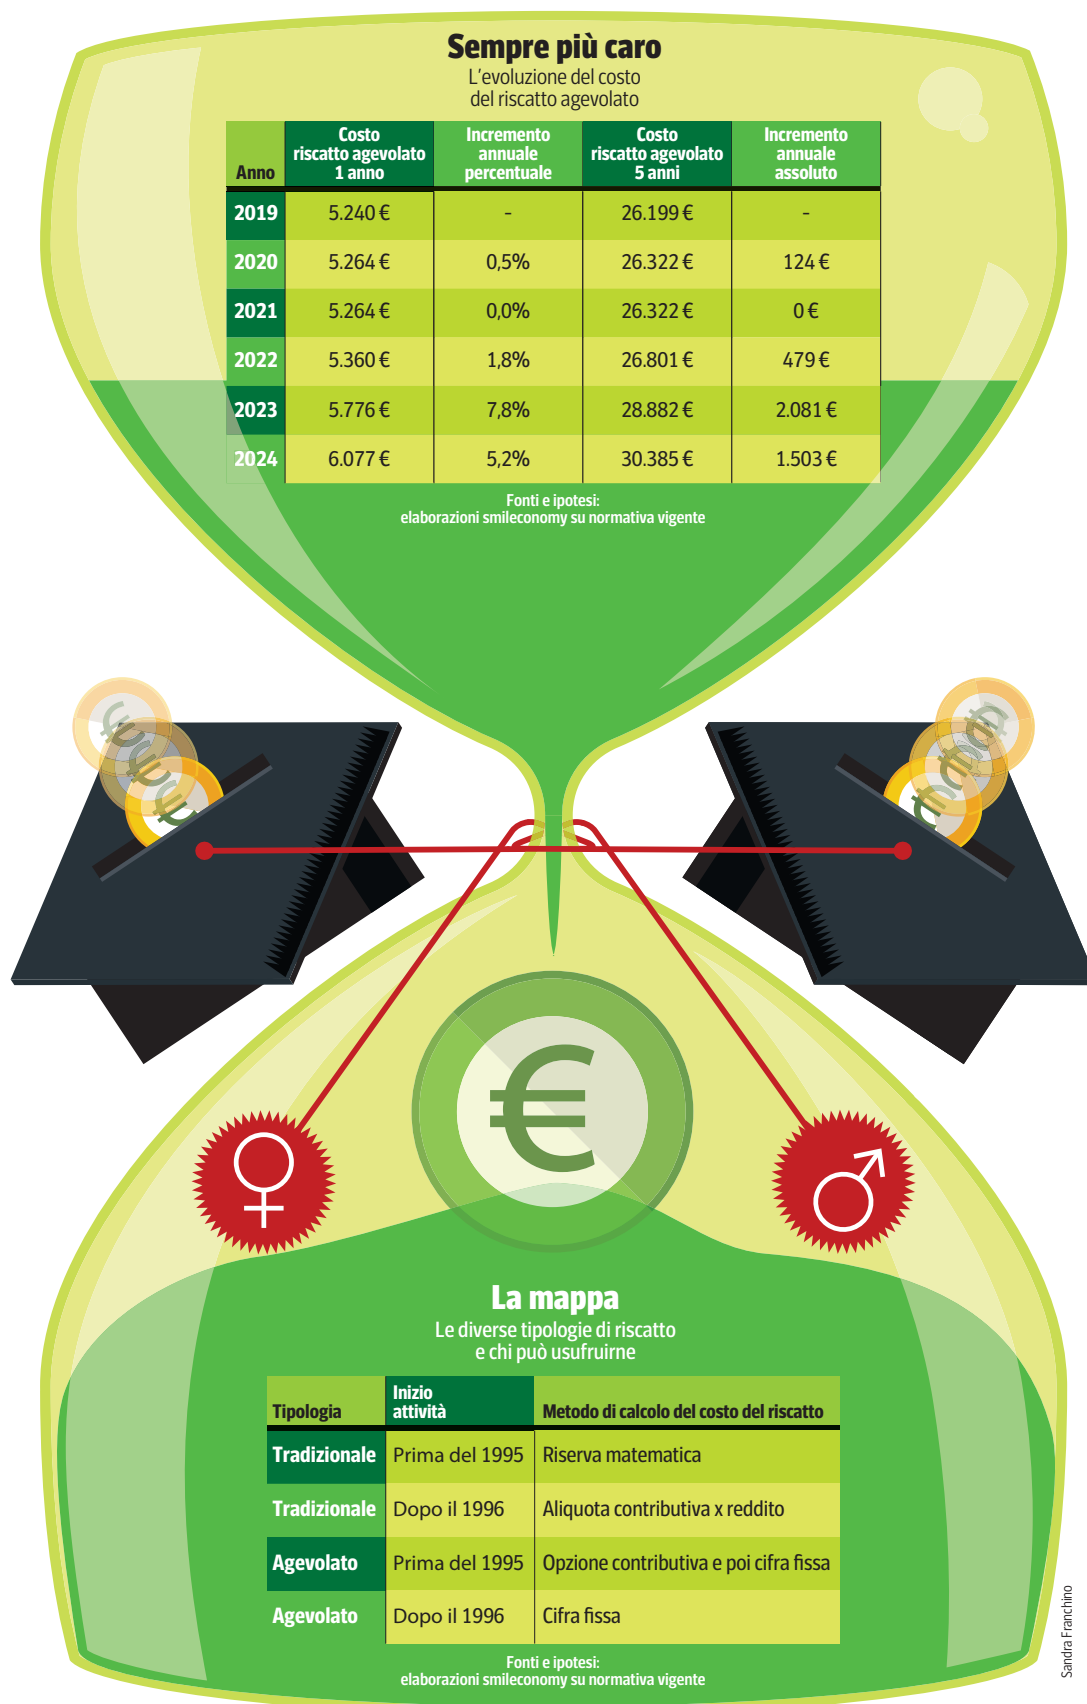 Sempre più caro
L'evoluzione del costo
del riscatto agevolato
Anno
Costo
riscatto agevolato
1 anno
Incremento
annuale
percentuale
Costo
riscatto agevolato
5 anni
Incremento
annuale
assoluto
2019 5.240 € - 26.199 € -
2020 5.264 € 0,5% 26.322 € 124 €
2021 5.264 € 0,0% 26.322 € 0 €
2022 5.360 € 1,8% 26.801 € 479 €
2023 5.776 € 7,8% 28.882 € 2.081 €
2024 6.077 € 5,2% 30.385 € 1.503 €
Fonti e ipotesi:
elaborazioni smileconomy su normativa vigente
€
€
€
€
€
€
€
La mappa
Le diverse tipologie di riscatto
e chi può usufruirne
Tipologia
Inizio
attività
Metodo di calcolo del costo del riscatto
Tradizionale Prima del 1995 Riserva matematica
Tradizionale Dopo il 1996 Aliquota contributiva x reddito
Agevolato Prima del 1995 Opzione contributiva e poi cifra fissa
Agevolato Dopo il 1996 Cifra fissa
Fonti e ipotesi:
elaborazioni smileconomy su normativa vigente
Sandra Franchino